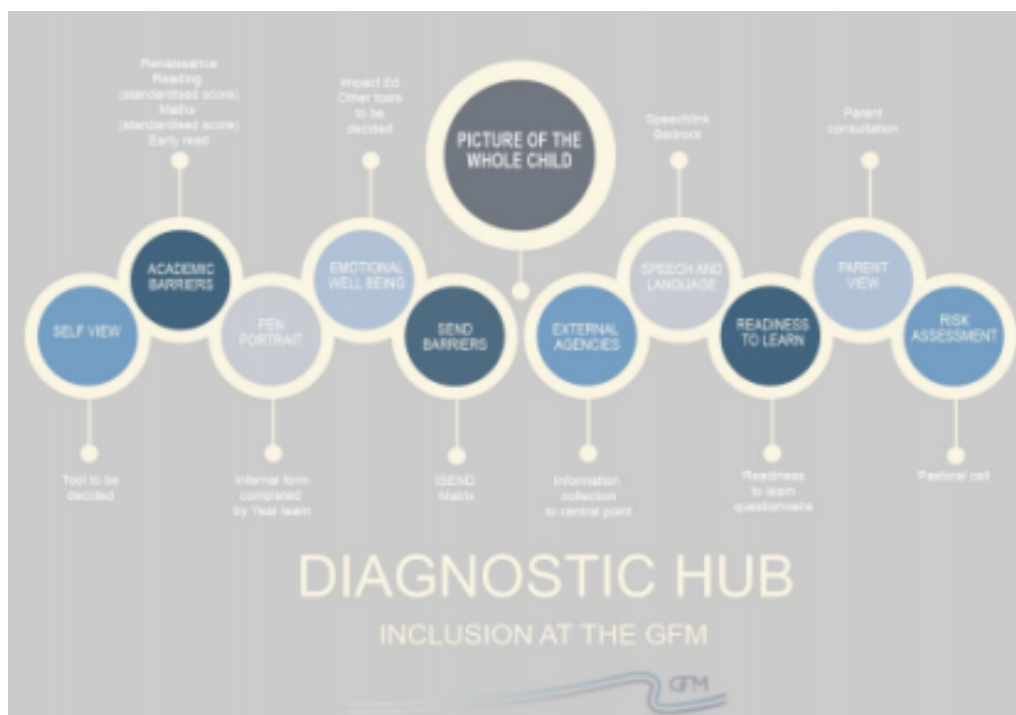 Renaissance
Reading
(standardised score)
Maths
(standardised score)
Early read
Impact Ed
Other tools
to be
decided
PICTURE OF THE
WHOLE CHILD
Speechlink
Bedrock
Parent
consultation
ACADEMIC
BARRIERS
EMOTIONAL
WELL BEING
SPEECH AND
LANGUAGE
PARENT
VIEW
SELF VIEW
PEN
PORTRAIT
SEND
BARRIERS
EXTERNAL
AGENCIES
READINESS
TO LEARN
RISK
ASSESSMENT
Tool to be
decided
Internal form
completed
by Year team
ISEND
Matrix
Information
collection
to central point
Readiness
to learn
questionnaire
Pastoral cell
DIAGNOSTIC HUB
INCLUSION AT THE GFM
GFM